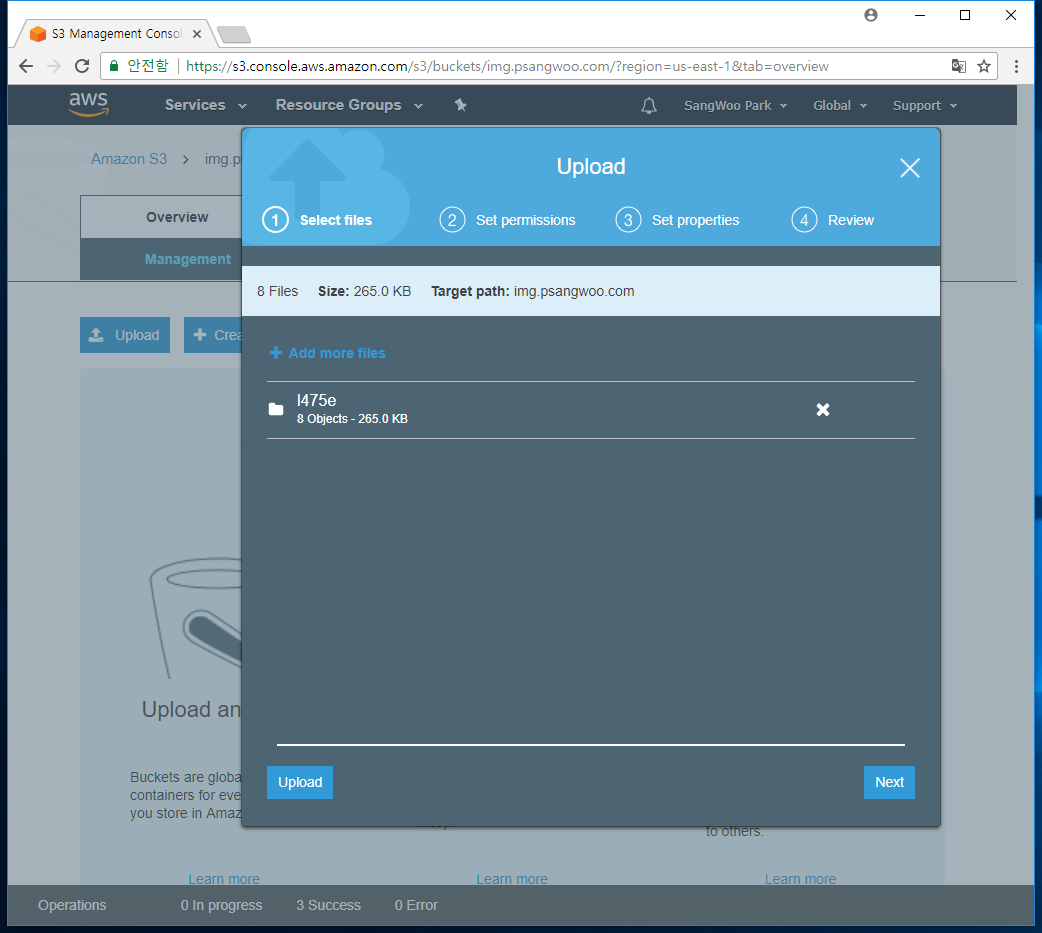 S3 Management Consol
안전함 https://s3.console.aws.amazon.com/s3/buckets/img.psangwoo.com/?region=us-east-1&tab=overview
aws Services Resource Groups SangWoo Park Global Support
Amazon S3 > img.p
Upload
1 Select files 2 Set permissions 3 Set properties 4 Review
Overview
Management
8 Files Size: 265.0 KB Target path: img.psangwoo.com
Upload + Crea
+ Add more files
l475e
8 Objects - 265.0 KB
Upload an
Buckets are globa
containers for eve
you store in Amaz
Upload Next
to others.
Learn more Learn more Learn more
Operations 0 In progress 3 Success 0 Error